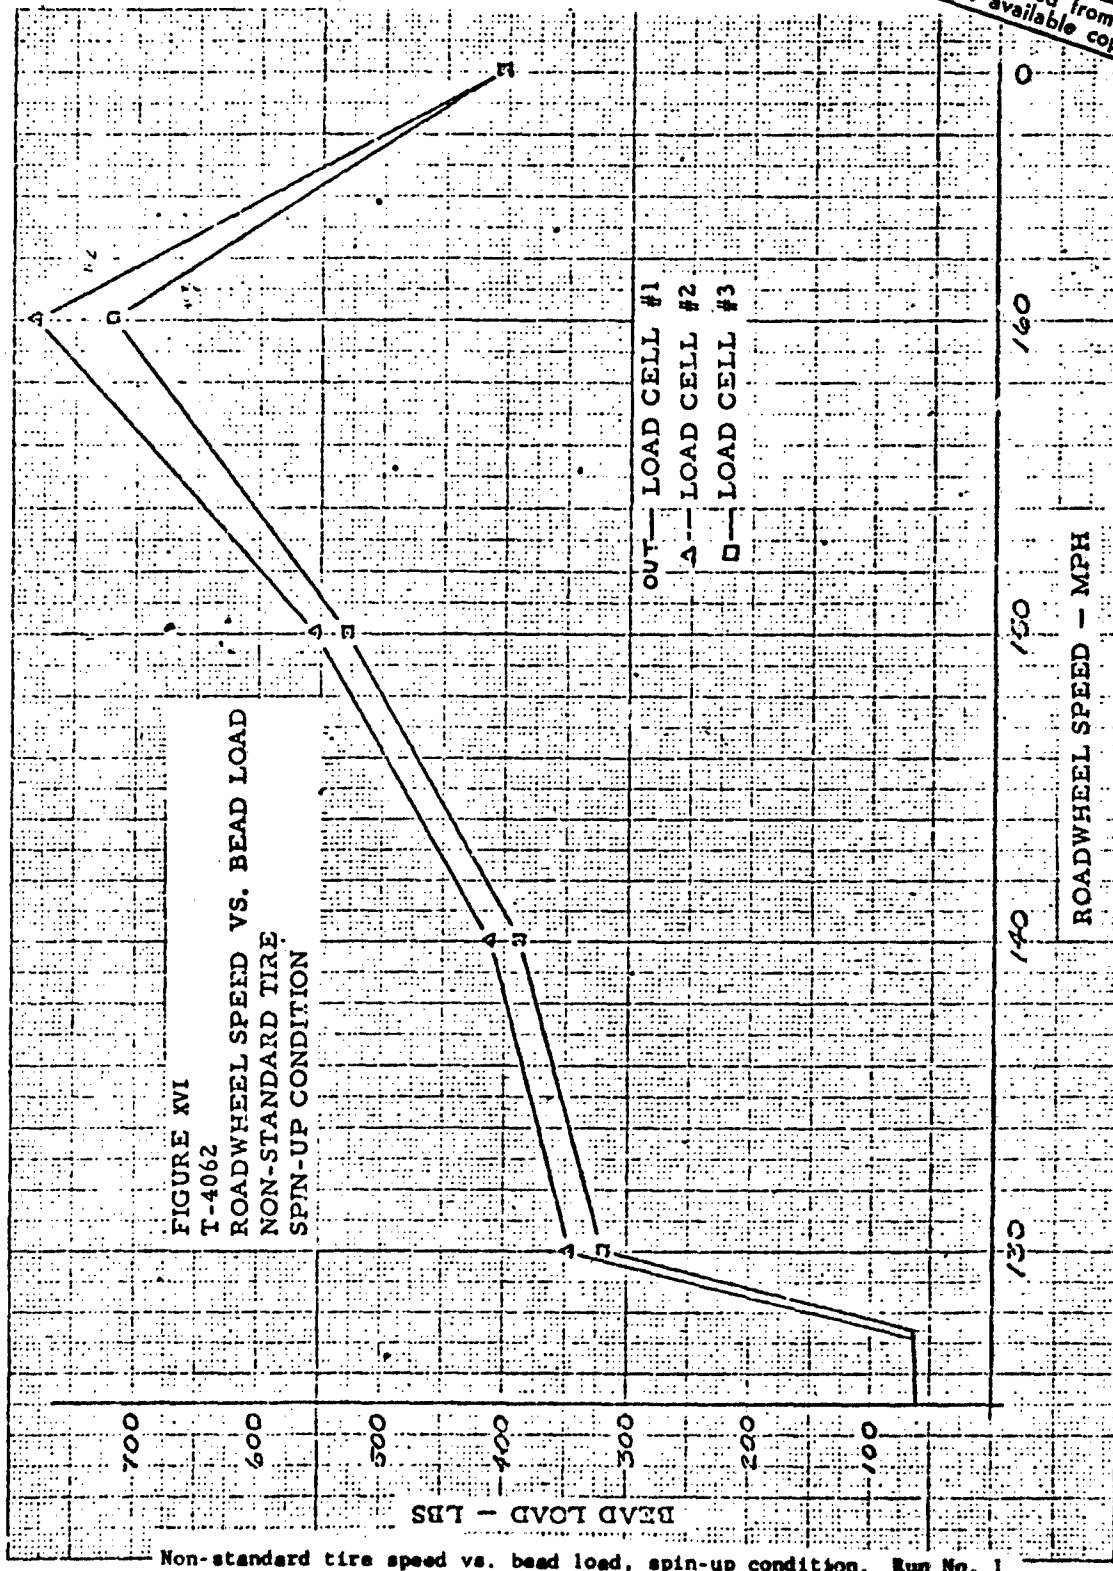 from
available cop
FIGURE XVI
T-4062
ROADWHEEL SPEED VS. BEAD LOAD
NON-STANDARD TIRE
SPIN-UP CONDITION
OUT — LOAD CELL #1
△--- LOAD CELL #2
□— LOAD CELL #3
BEAD LOAD - LBS
700
600
500
400
300
200
100
130
140
150
160
0
ROADWHEEL SPEED - MPH
Non-standard tire speed vs. bead load, spin-up condition. Run No. 1